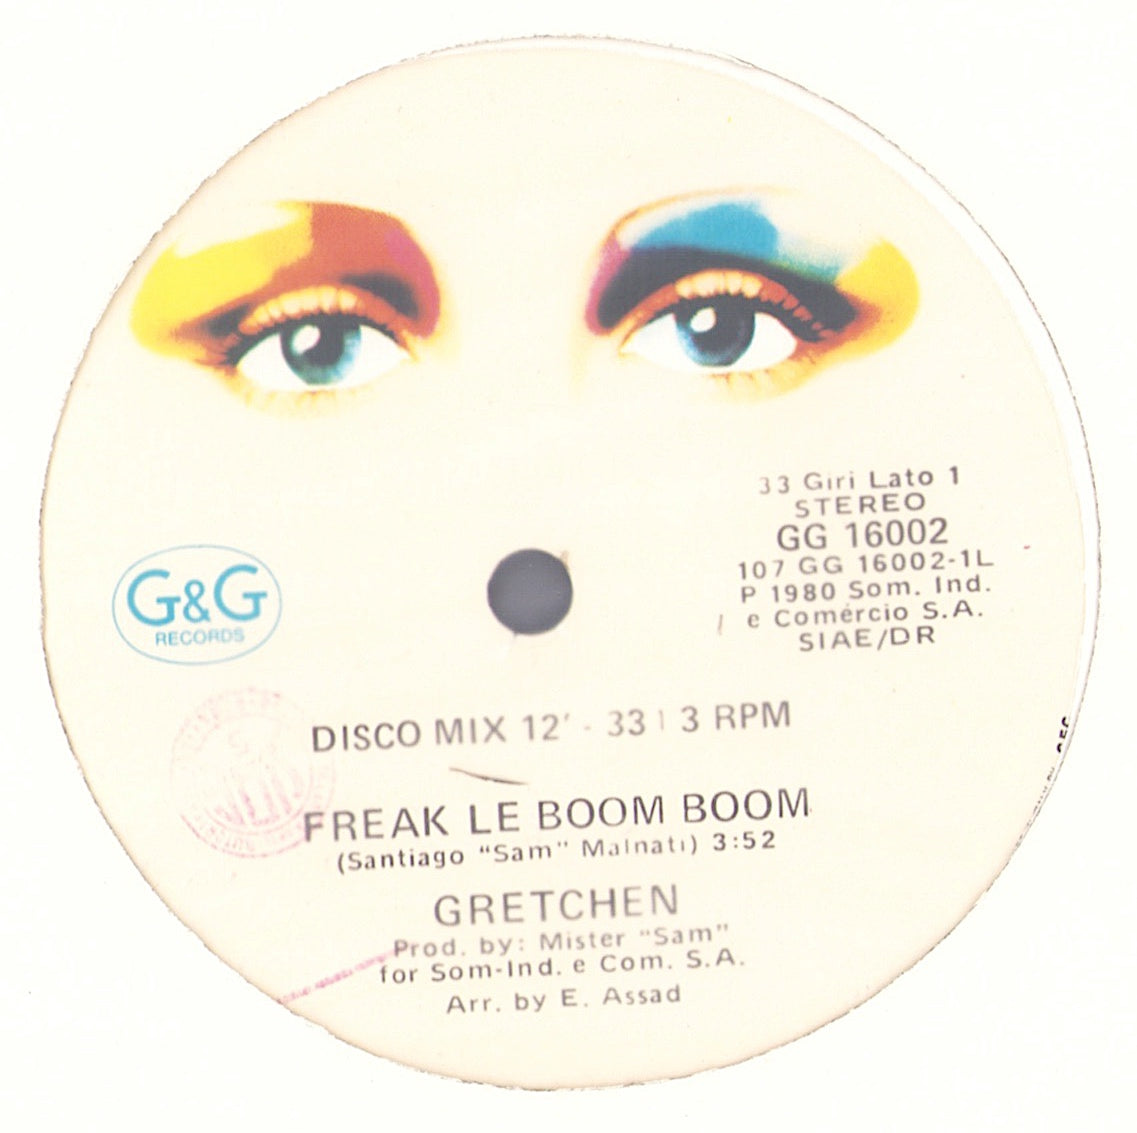 33 Giri Lato 1
STEREO
GG 16002
107 GG 16002-1L
P 1980 Som. Ind.
e Comércio S.A.
SIAE/DR
G&G
RECORDS
DISCO MIX 12' - 33 | 3 RPM
FREAK LE BOOM BOOM
(Santiago "Sam" Malnati) 3:52
GRETCHEN
Prod. by: Mister "Sam"
for Som-Ind. e Com. S.A.
Arr. by E. Assad